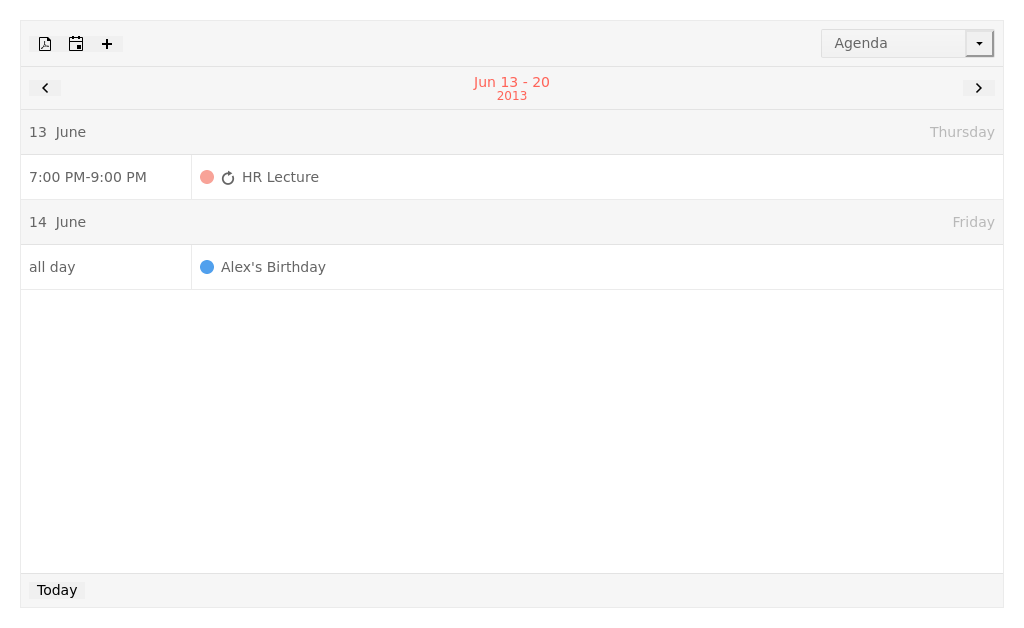 Agenda
Jun 13 - 20
2013
13 June Thursday
7:00 PM-9:00 PM HR Lecture
14 June Friday
all day Alex's Birthday
Today